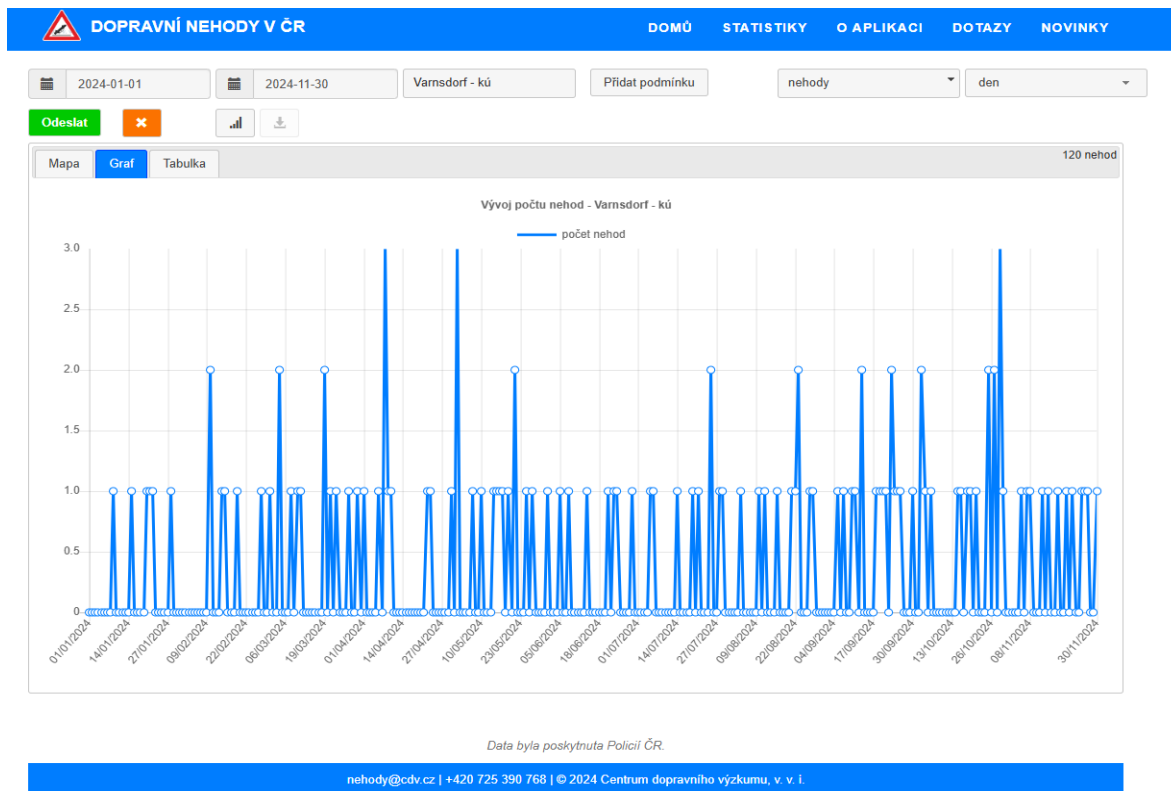 DOPRAVNÍ NEHODY V ČR
DOMŮ STATISTIKY O APLIKACI DOTAZY NOVINKY
2024-01-01 2024-11-30 Varnsdorf - kú Přidat podmínku nehody den
Odeslat
Mapa Graf Tabulka 120 nehod
Vývoj počtu nehod - Varnsdorf - kú
počet nehod
3.0
2.5
2.0
1.5
1.0
0.5
0
01/01/2024 14/01/2024 27/01/2024 09/02/2024 22/02/2024 06/03/2024 19/03/2024 01/04/2024 14/04/2024 27/04/2024 10/05/2024 23/05/2024 05/06/2024 18/06/2024 01/07/2024 14/07/2024 27/07/2024 09/08/2024 22/08/2024 04/09/2024 17/09/2024 30/09/2024 13/10/2024 26/10/2024 08/11/2024 30/11/2024
Data byla poskytnuta Policií ČR.
nehody@cdv.cz | +420 725 390 768 | © 2024 Centrum dopravního výzkumu, v. v. i.